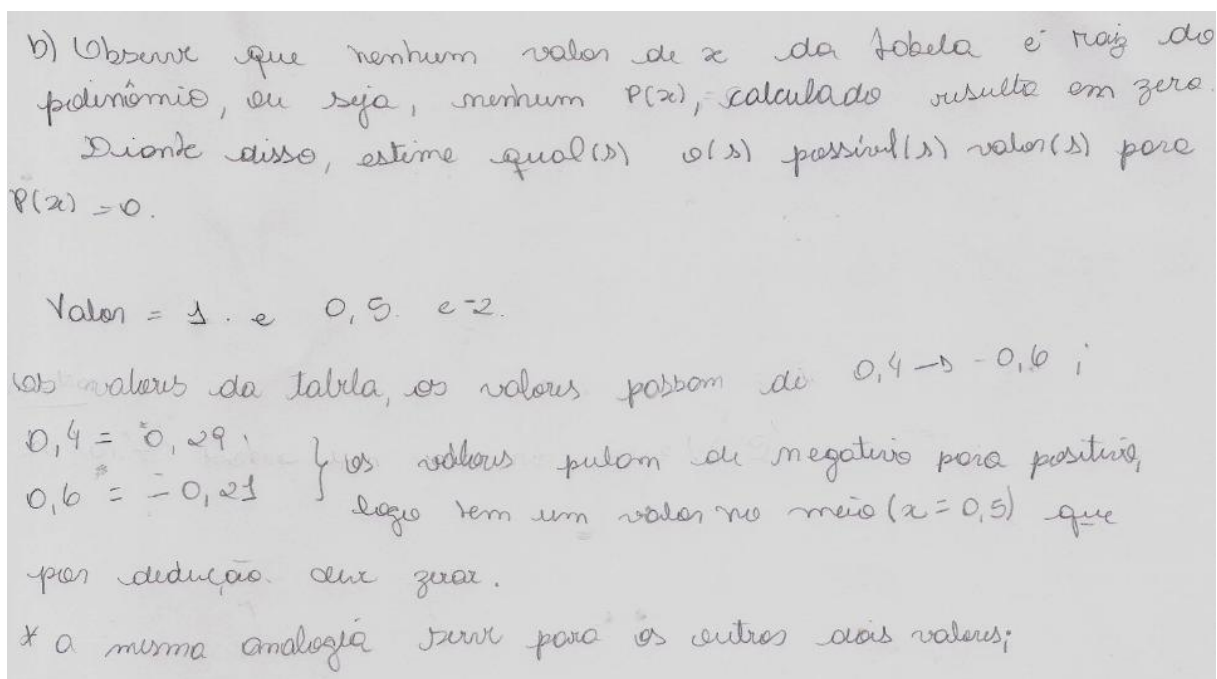 b) Observe que nenhum valor de x da tabela é raiz do
polinômio, ou seja, nenhum P(x), calculado resulta em zero.
Diante disso, estime qual(s) o(s) possível(s) valor(s) para
P(x) = 0.
Valor = 1. e 0,5. e -2.
os valores da tabela, os valores possam de 0,4 → -0,6 ;
0,4 = 0,29.
0,6 = -0,21 } os valores pulam de negativo para positivo,
logo tem um valor no meio (x = 0,5) que
por dedução deve zerar.
* a mesma analogia serve para os outros dois valores;